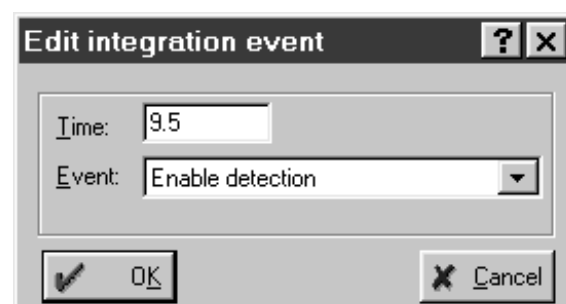 Edit integration event ? ×
Time: 9.5
Event: Enable detection
OK Cancel